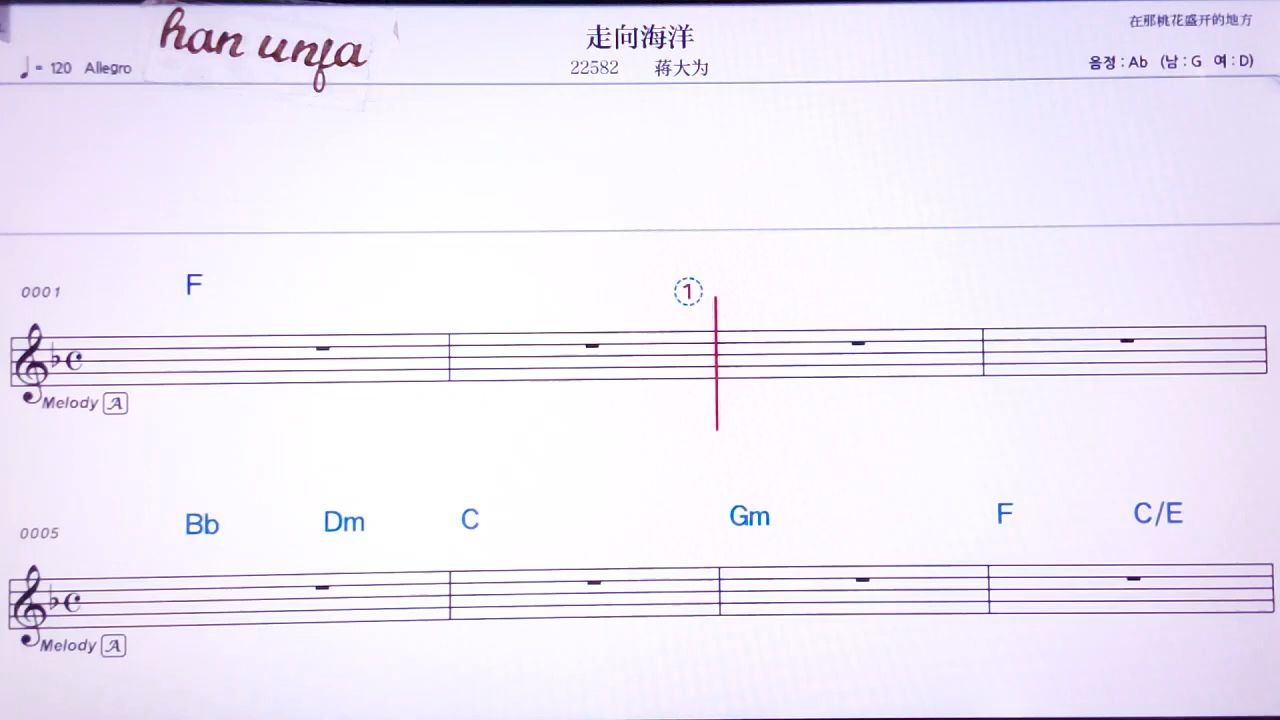 han unfa
走向海洋
在那桃花盛开的地方
♩= 120 Allegro
22582 蒋大为
음정 : Ab (남 : G 여 : D)
0001 F ①
Melody A
0005 Bb Dm C Gm F C/E
Melody A